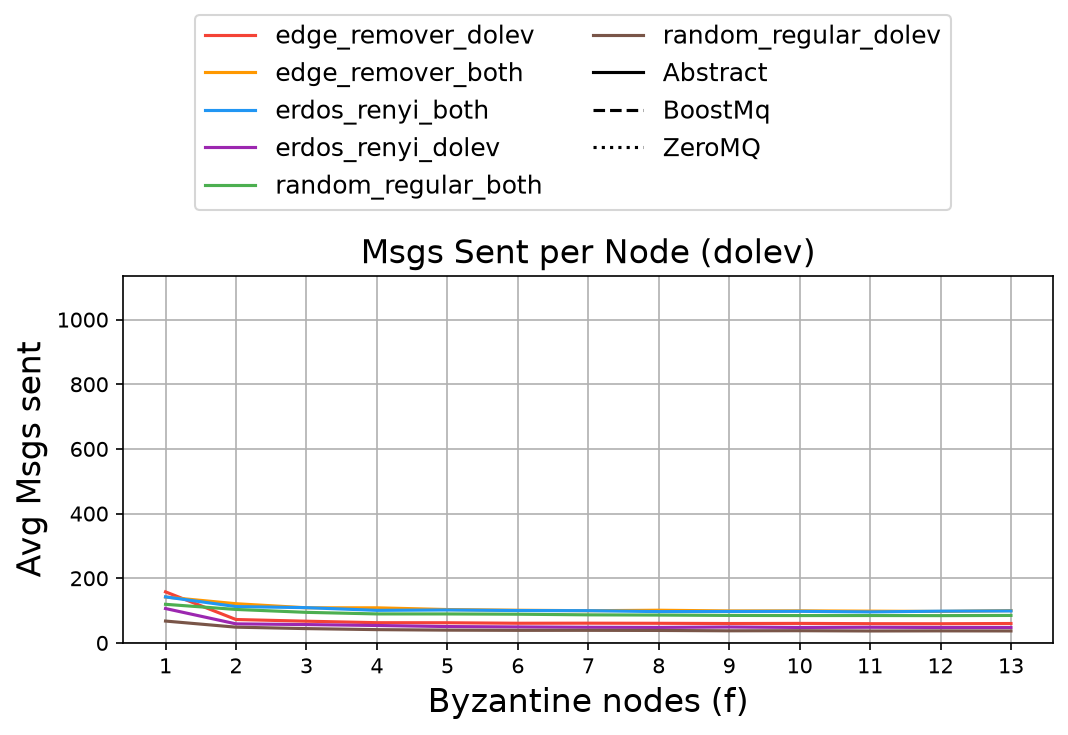 edge_remover_dolev
edge_remover_both
erdos_renyi_both
erdos_renyi_dolev
random_regular_both
random_regular_dolev
Abstract
BoostMq
ZeroMQ
Msgs Sent per Node (dolev)
Avg Msgs sent
1000
800
600
400
200
0
1 2 3 4 5 6 7 8 9 10 11 12 13
Byzantine nodes (f)